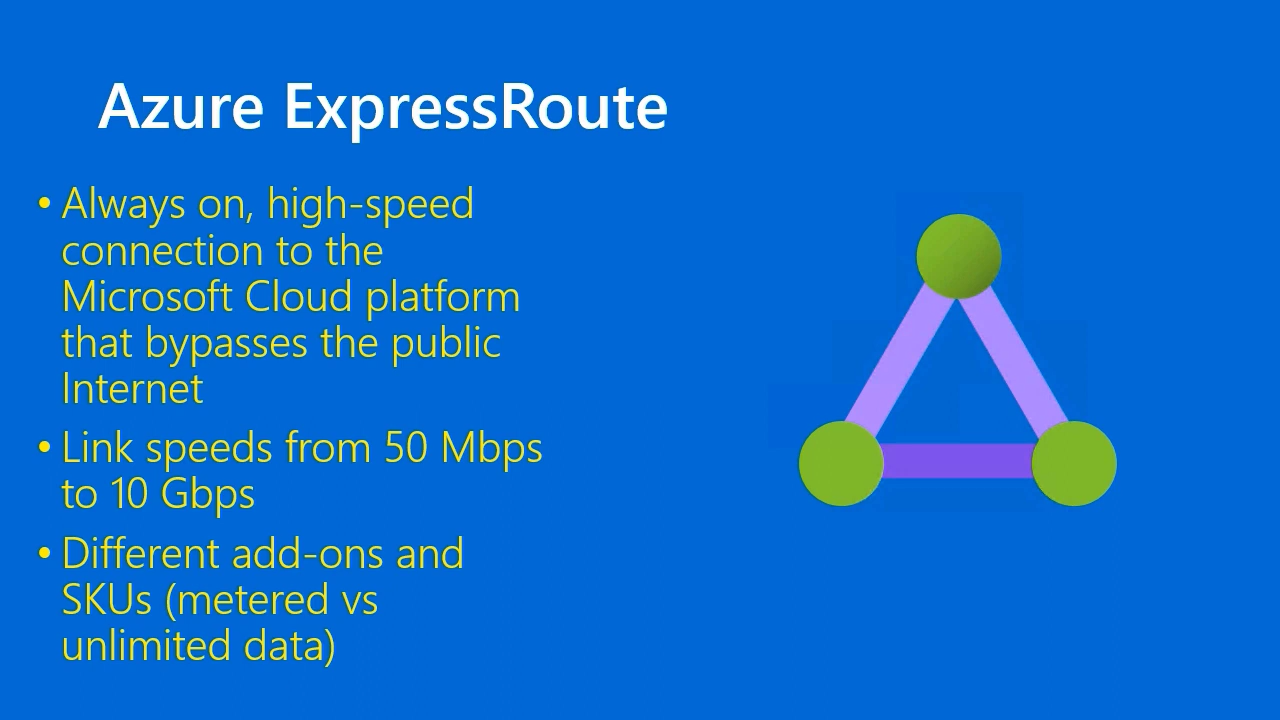 Azure ExpressRoute
• Always on, high-speed
connection to the
Microsoft Cloud platform
that bypasses the public
Internet
• Link speeds from 50 Mbps
to 10 Gbps
• Different add-ons and
SKUs (metered vs
unlimited data)